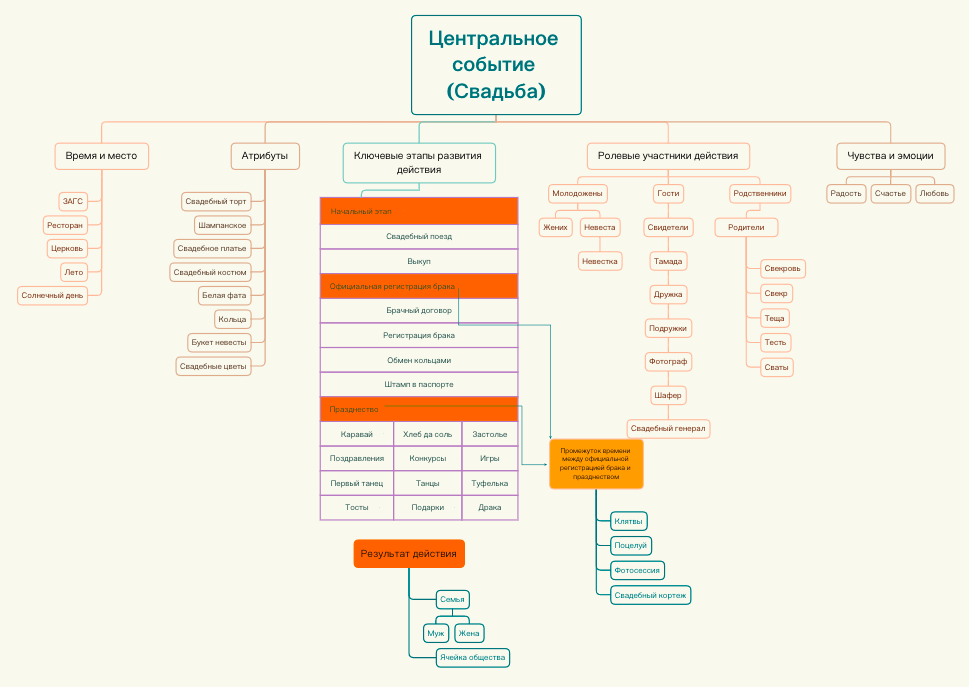 Центральное
событие
(Свадьба)
Время и место
ЗАГС
Ресторан
Церковь
Лето
Солнечный день
Атрибуты
Свадебный торт
Шампанское
Свадебное платье
Свадебный костюм
Белая фата
Кольца
Букет невесты
Свадебные цветы
Ключевые этапы развития
действия
Начальный этап
Свадебный поезд
Выкуп
Официальная регистрация брака
Брачный договор
Регистрация брака
Обмен кольцами
Штамп в паспорте
Празднество
Каравай Хлеб да соль Застолье
Поздравления Конкурсы Игры
Первый танец Танцы Туфелька
Тосты Подарки Драка
Ролевые участники действия
Молодожены
Жених Невеста
Невестка
Гости
Свидетели
Тамада
Дружка
Подружки
Фотограф
Шафер
Свадебный генерал
Родственники
Родители
Свекровь
Свекр
Теща
Тесть
Сваты
Чувства и эмоции
Радость Счастье Любовь
Промежуток времени
между официальной
регистрацией брака и
празднеством
Клятвы
Поцелуй
Фотосессия
Свадебный кортеж
Результат действия
Семья
Муж Жена
Ячейка общества